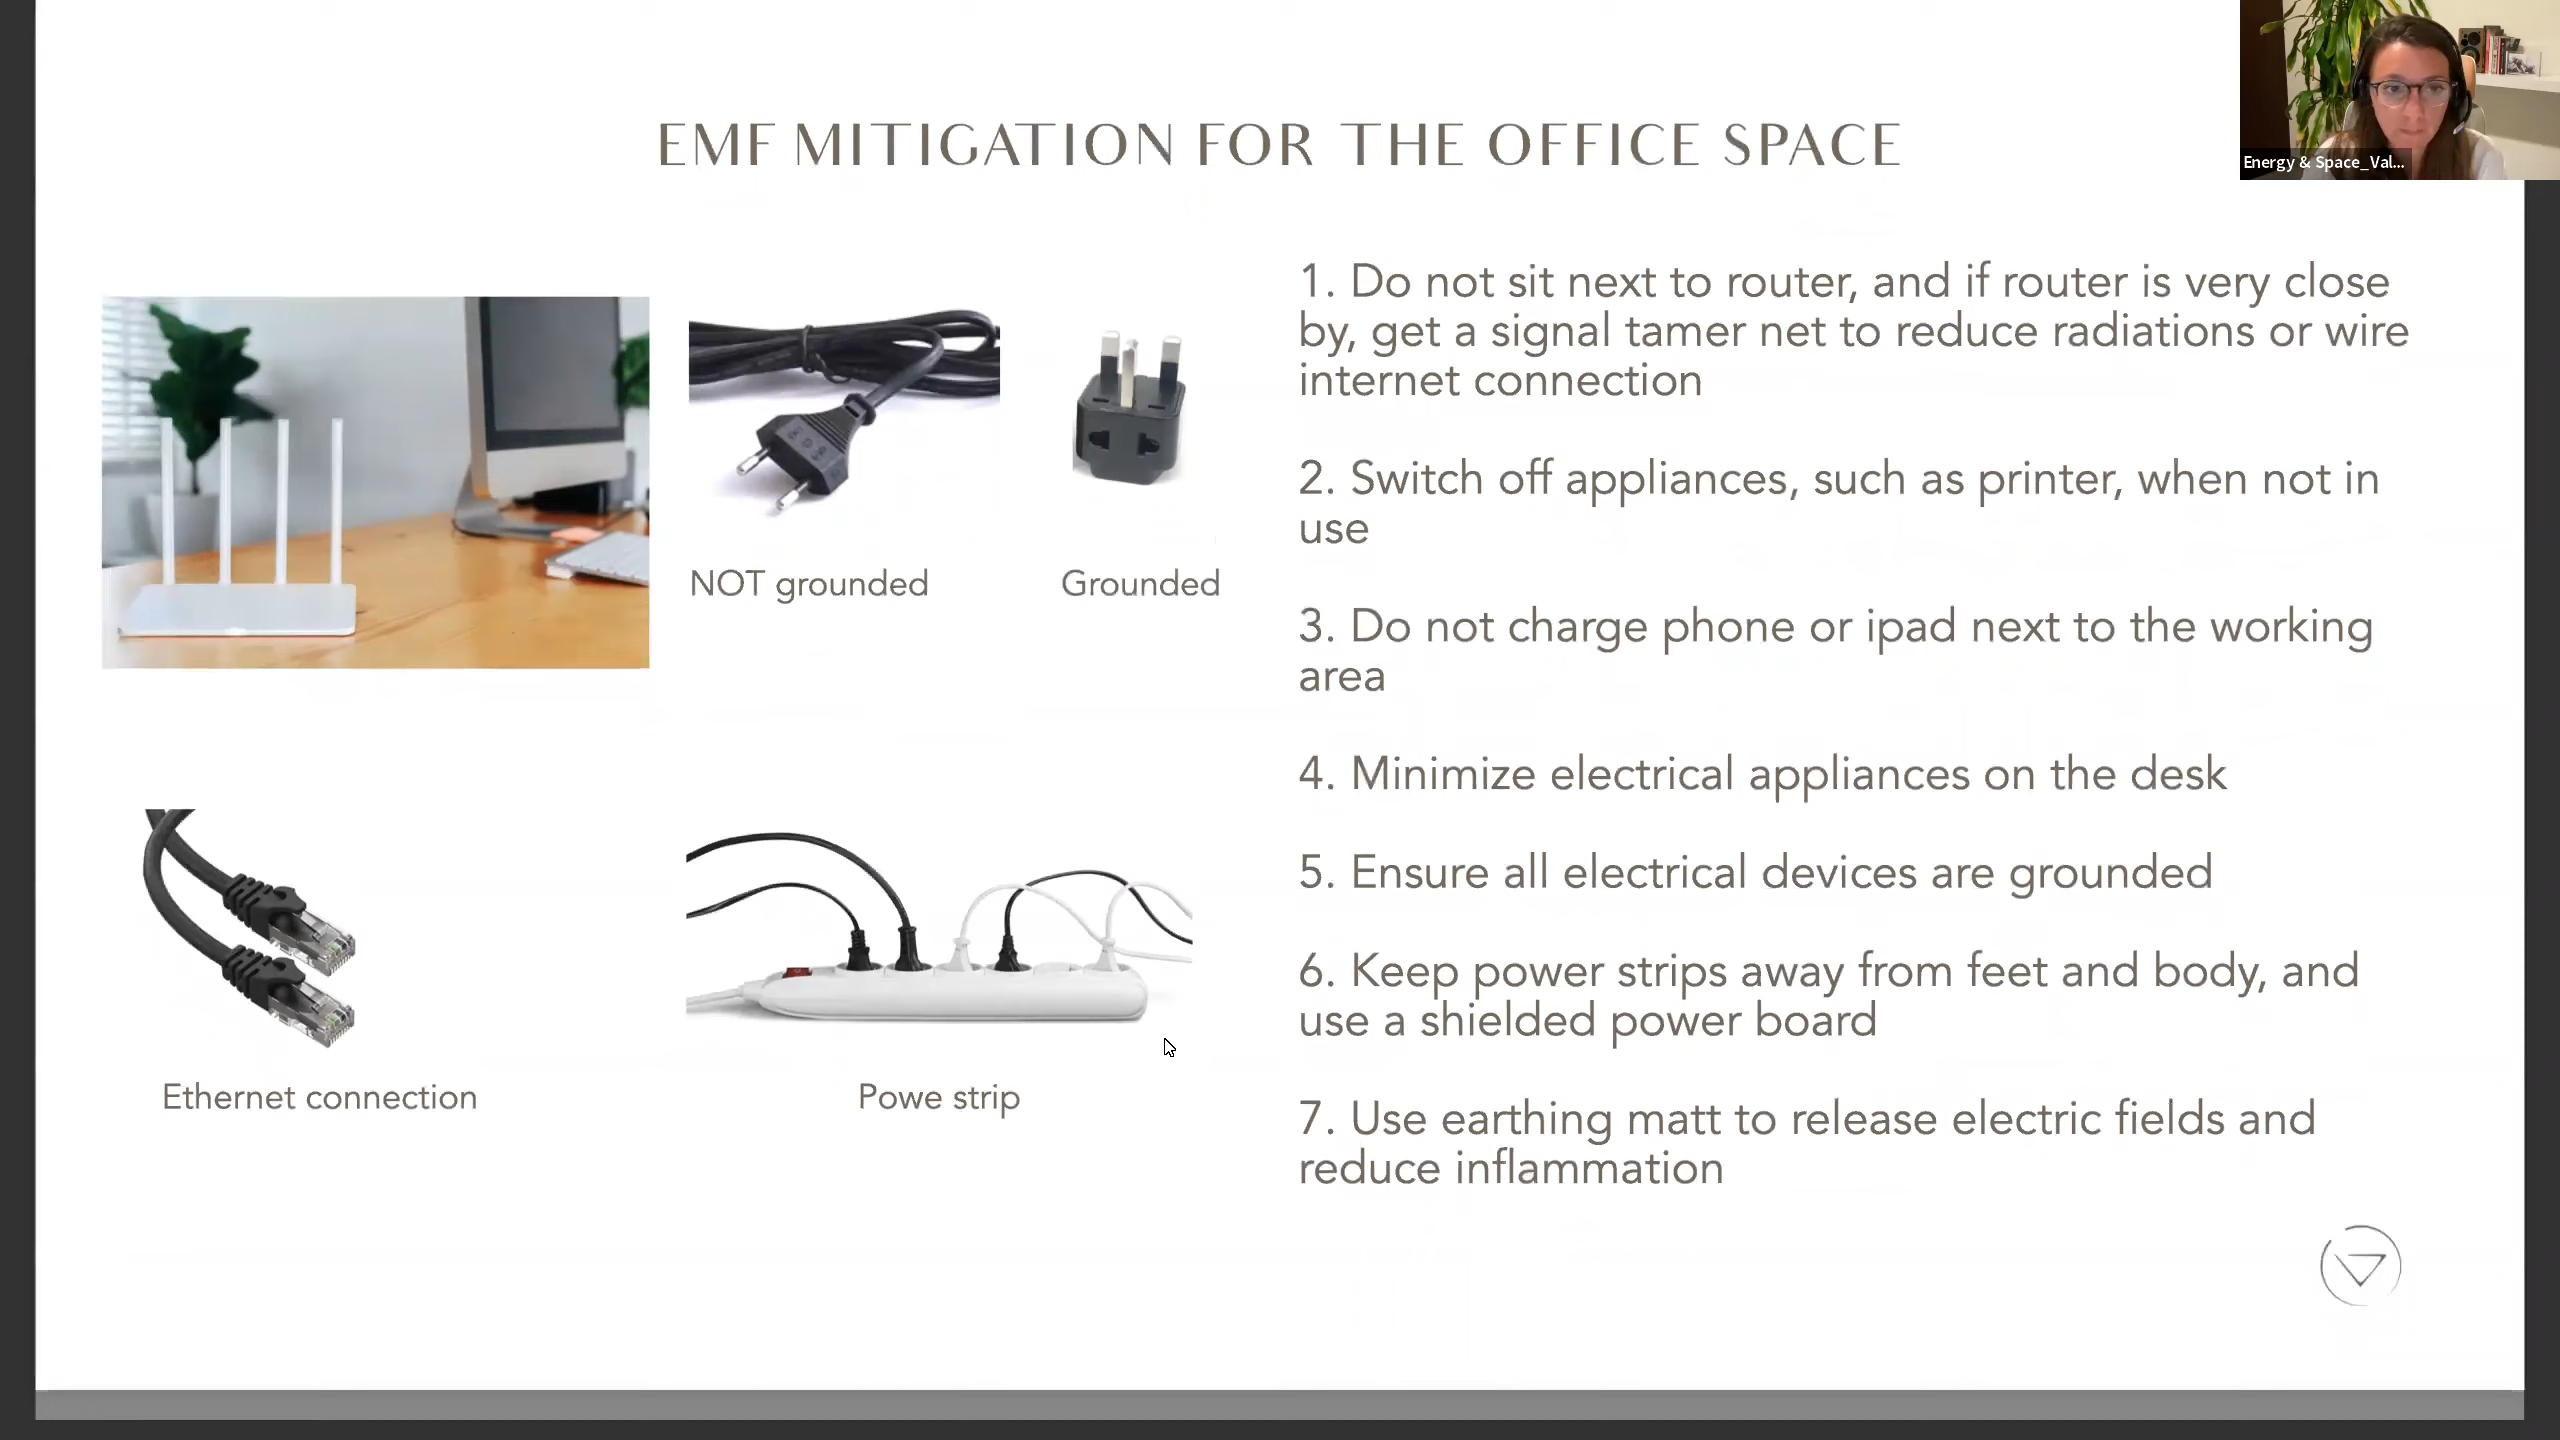 Energy & Space_Val...
EMF MITIGATION FOR THE OFFICE SPACE
NOT grounded
Grounded
Ethernet connection
Powe strip
1. Do not sit next to router, and if router is very close
by, get a signal tamer net to reduce radiations or wire
internet connection
2. Switch off appliances, such as printer, when not in
use
3. Do not charge phone or ipad next to the working
area
4. Minimize electrical appliances on the desk
5. Ensure all electrical devices are grounded
6. Keep power strips away from feet and body, and
use a shielded power board
7. Use earthing matt to release electric fields and
reduce inflammation